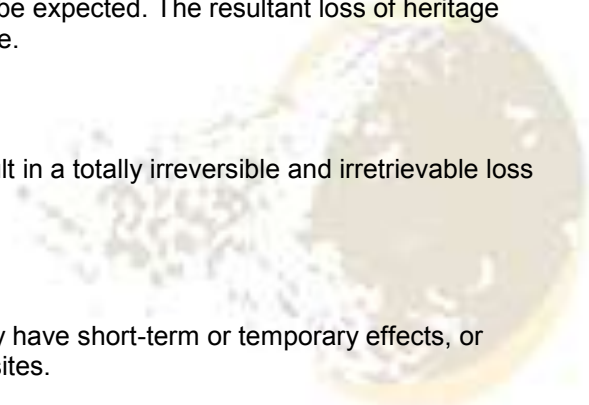 be expected. The resultant loss of heritage
e.
in a totally irreversible and irretrievable loss
have short-term or temporary effects, or
sites.